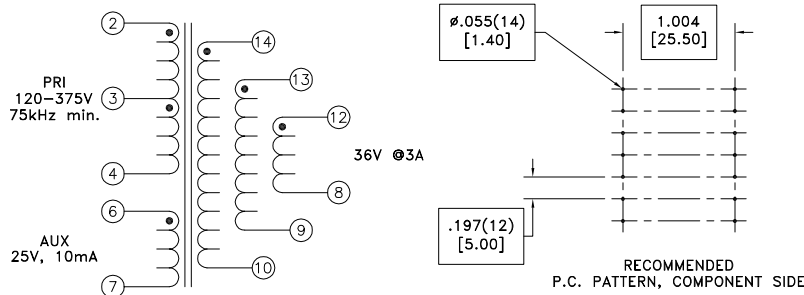 2
14
ø.055(14)
[1.40]
1.004
[25.50]
13
PRI
120-375V
75kHz min.
3
12
36V @3A
4
8
6
9
AUX
25V, 10mA
.197(12)
[5.00]
7
10
RECOMMENDED
P.C. PATTERN, COMPONENT SIDE